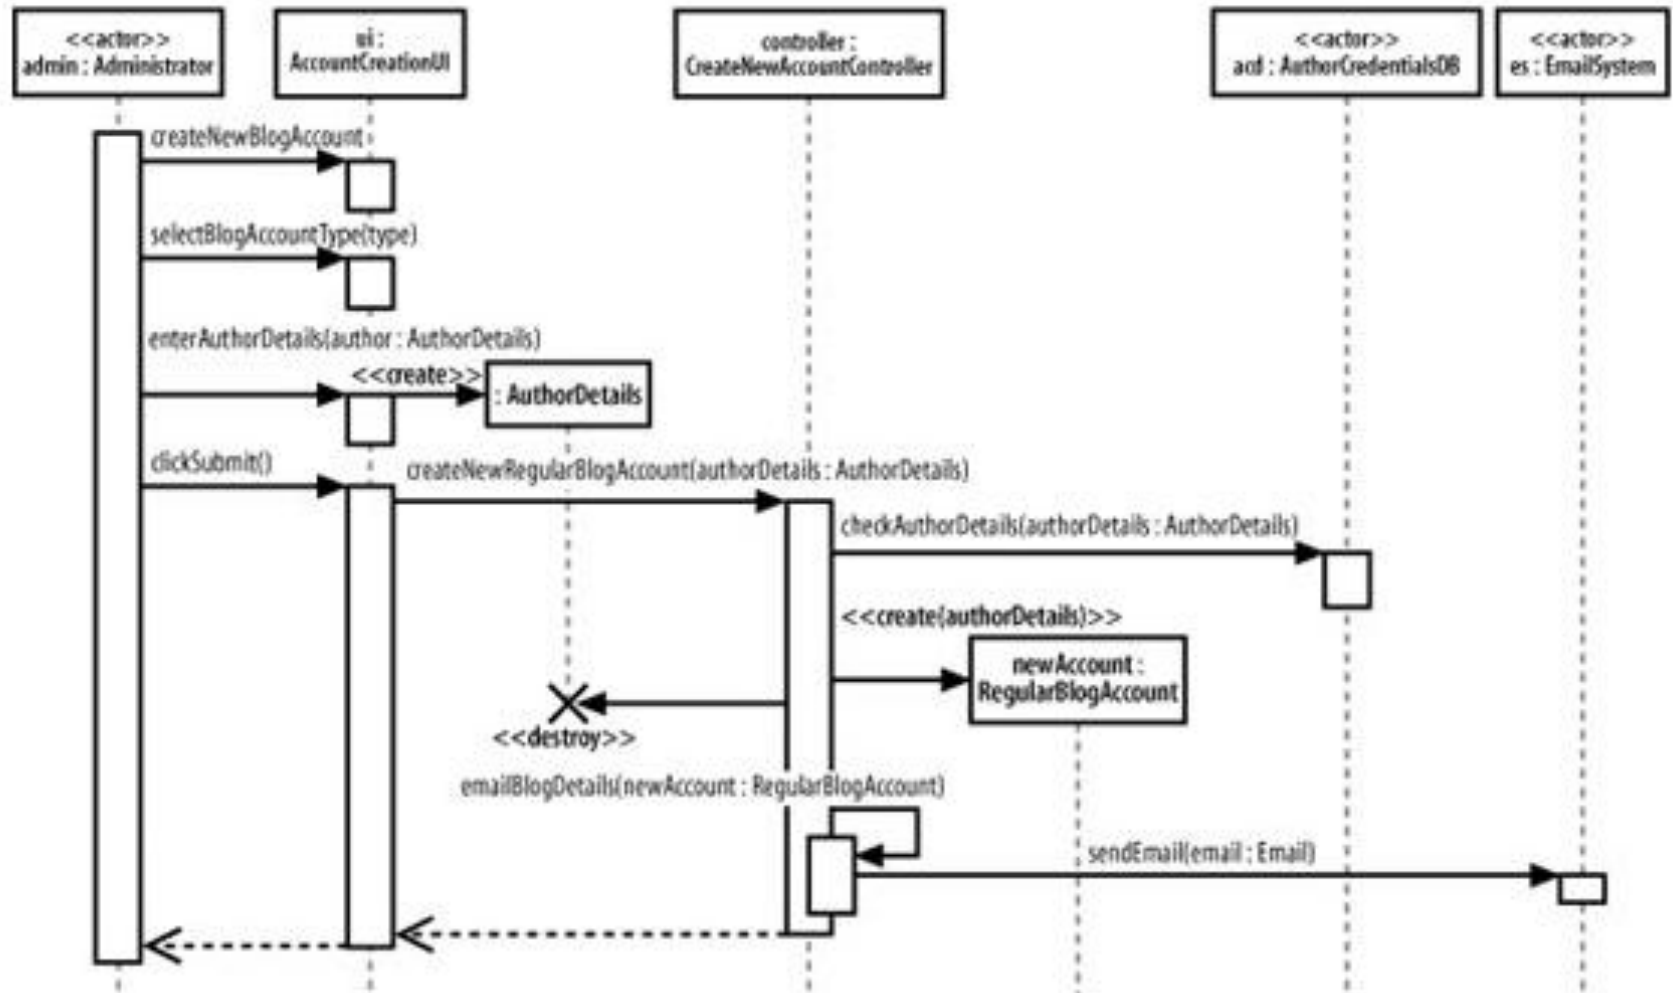 <<actor>>
admin : Administrator
ui :
AccountCreationUI
controller :
CreateNewAccountController
<<actor>>
acd : AuthorCredentialsDB
<<actor>>
es : EmailSystem
createNewBlogAccount
selectBlogAccountType(type)
enterAuthorDetails(author : AuthorDetails)
<<create>>
: AuthorDetails
clickSubmit()
createNewRegularBlogAccount(authorDetails : AuthorDetails)
checkAuthorDetails(authorDetails : AuthorDetails)
<<create(authorDetails)>>
newAccount :
RegularBlogAccount
<<destroy>>
emailBlogDetails(newAccount : RegularBlogAccount)
sendEmail(email : Email)